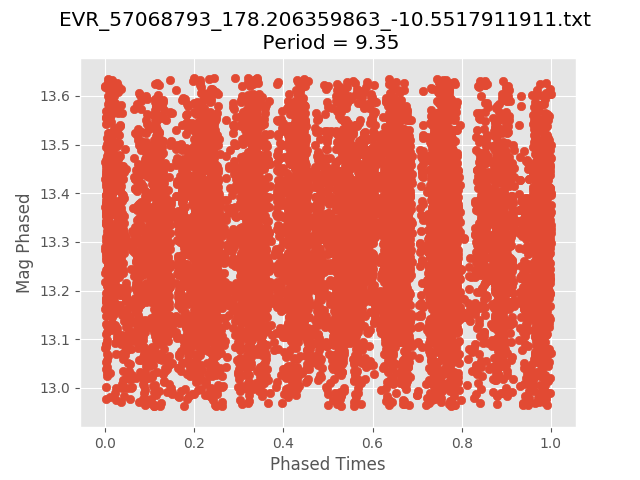 EVR_57068793_178.206359863_-10.5517911911.txt
Period = 9.35
Mag Phased
13.6
13.5
13.4
13.3
13.2
13.1
13.0
0.0 0.2 0.4 0.6 0.8 1.0
Phased Times